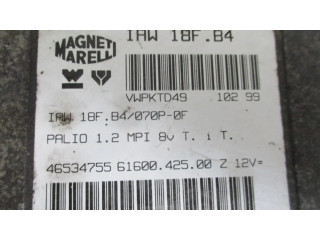 IAW 18F.B4
MAGNETI
MARELLI
VWPKTD49 102 99
IAW 18F.B4/070P-0F
PALIO 1.2 MPI 8v T. i T.
46534755 61600.425.00 Z 12V=